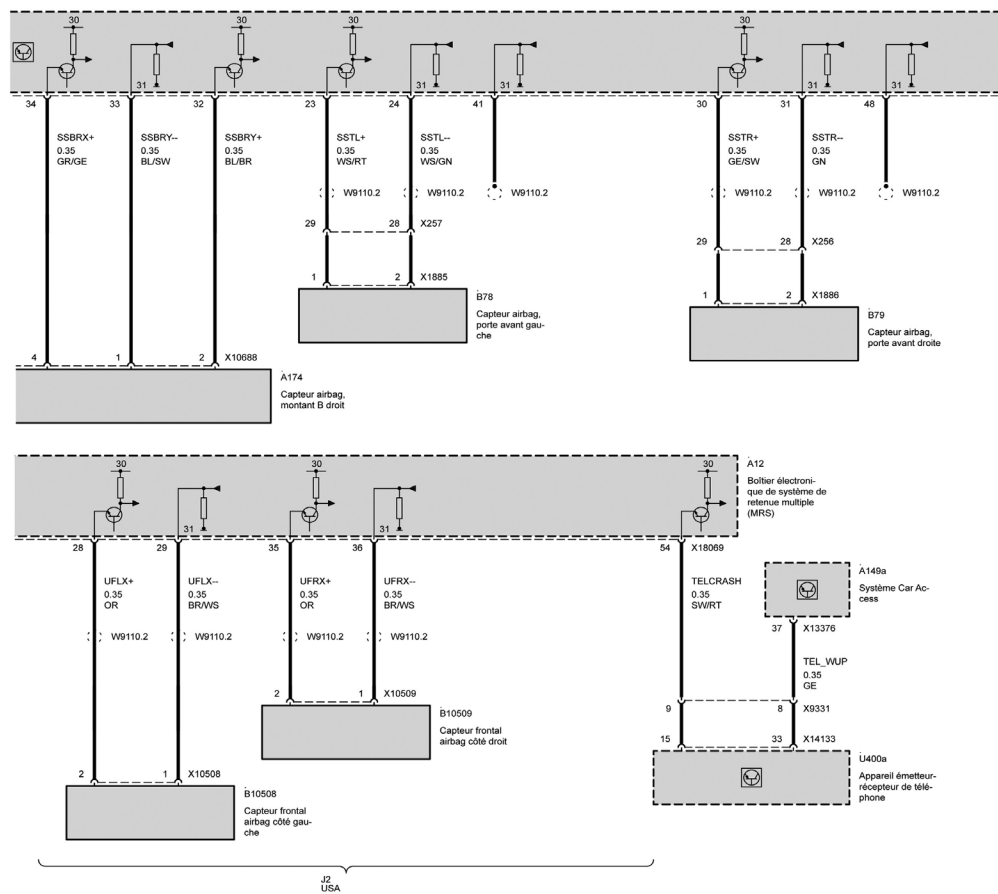 30 30 30 30
31 31 31 31 31
34 33 32 23 24 41 30 31 48
SSBRX+ SSBRY-- SSBRY+ SSTL+ SSTL-- SSTR+ SSTR--
0.35 0.35 0.35 0.35 0.35 0.35 0.35
GR/GE BL/SW BL/BR WS/RT WS/GN GE/SW GN
W9110.2 W9110.2 W9110.2 W9110.2 W9110.2 W9110.2
29 28 X257
29 28 X256
1 2 X1885
1 2 X1886
B78
Capteur airbag,
porte avant gau-
che
B79
Capteur airbag,
porte avant droite
4 1 2 X10688
A174
Capteur airbag,
montant B droit
30 30 30
31 31
A12
Boîtier électroni-
que de système de
retenue multiple
(MRS)
28 29 35 36 54 X18069
UFLX+ UFLX-- UFRX+ UFRX-- TELCRASH
0.35 0.35 0.35 0.35 0.35
OR BR/WS OR BR/WS SW/RT
A149a
Système Car Ac-
cess
37 X13376
W9110.2 W9110.2 W9110.2 W9110.2
TEL_WUP
0.35
GE
2 1 X10509
B10509
Capteur frontal
airbag côté droit
9 8 X9331
15 33 X14133
U400a
Appareil émetteur-
récepteur de télé-
phone
2 1 X10508
B10508
Capteur frontal
airbag côté gau-
che
J2
USA